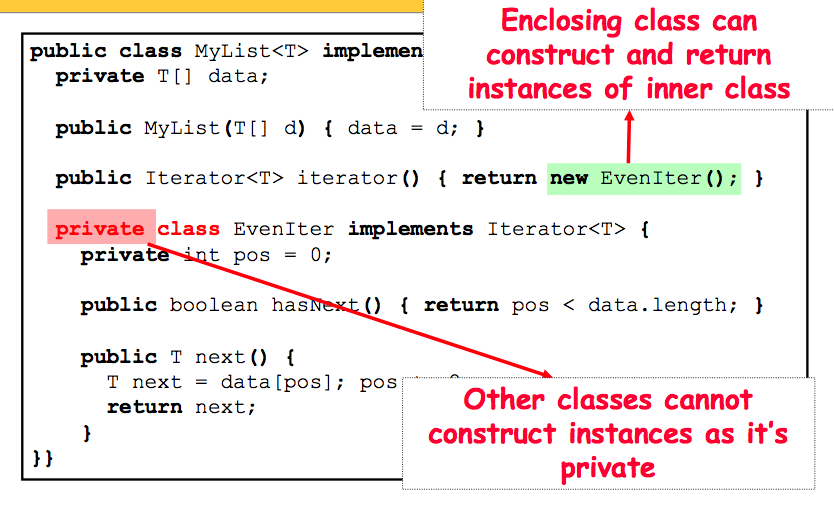 Enclosing class can
construct and return
instances of inner class
public class MyList<T> implemen
private T[] data;
public MyList(T[] d) { data = d; }
public Iterator<T> iterator() { return new EvenIter(); }
private class EvenIter implements Iterator<T> {
private int pos = 0;
public boolean hasNext() { return pos < data.length; }
public T next() {
T next = data[pos]; pos
return next;
}
}}
Other classes cannot
construct instances as it's
private